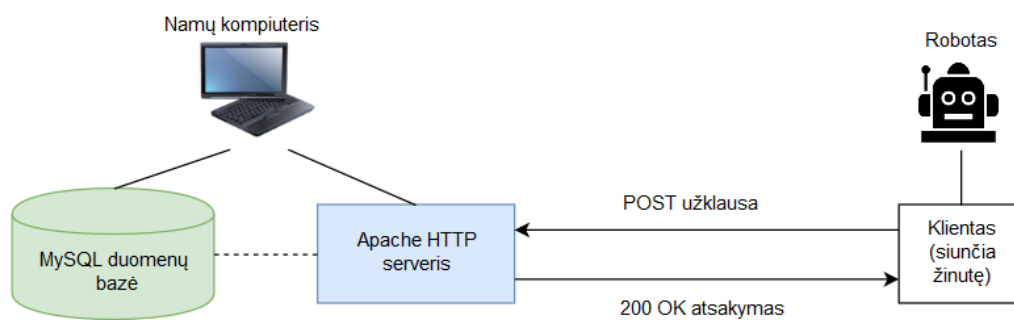 Namų kompiuteris
Robotas
MySQL duomenų
bazė
Apache HTTP
serveris
POST užklausa
200 OK atsakymas
Klientas
(siunčia
žinutę)